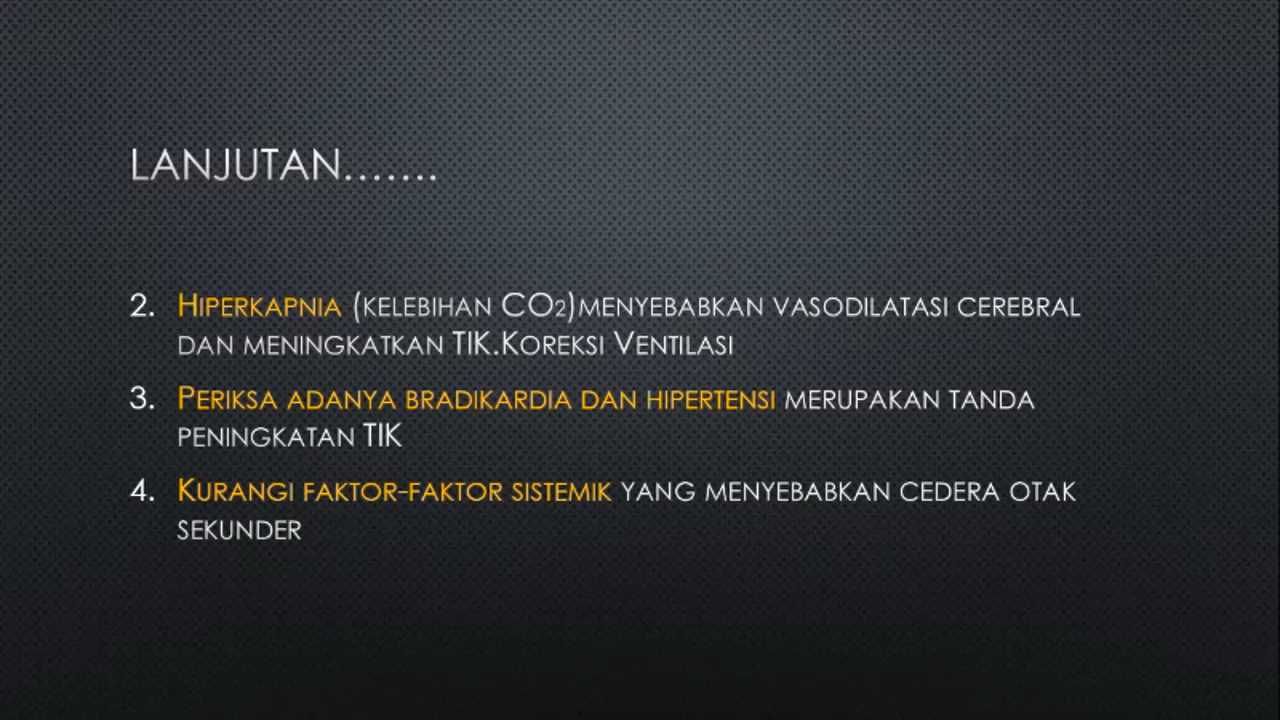 LANJUTAN.......
2. HIPERKAPNIA (KELEBIHAN CO2)MENYEBABKAN VASODILATASI CEREBRAL
DAN MENINGKATKAN TIK.KOREKSI VENTILASI
3. PERIKSA ADANYA BRADIKARDIA DAN HIPERTENSI MERUPAKAN TANDA
PENINGKATAN TIK
4. KURANGI FAKTOR-FAKTOR SISTEMIK YANG MENYEBABKAN CEDERA OTAK
SEKUNDER